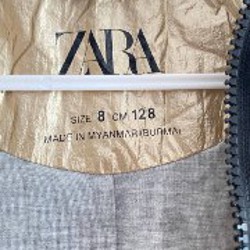 ZARA
SIZE 8 CM 128
MADE IN MYANMAR (BURMA)